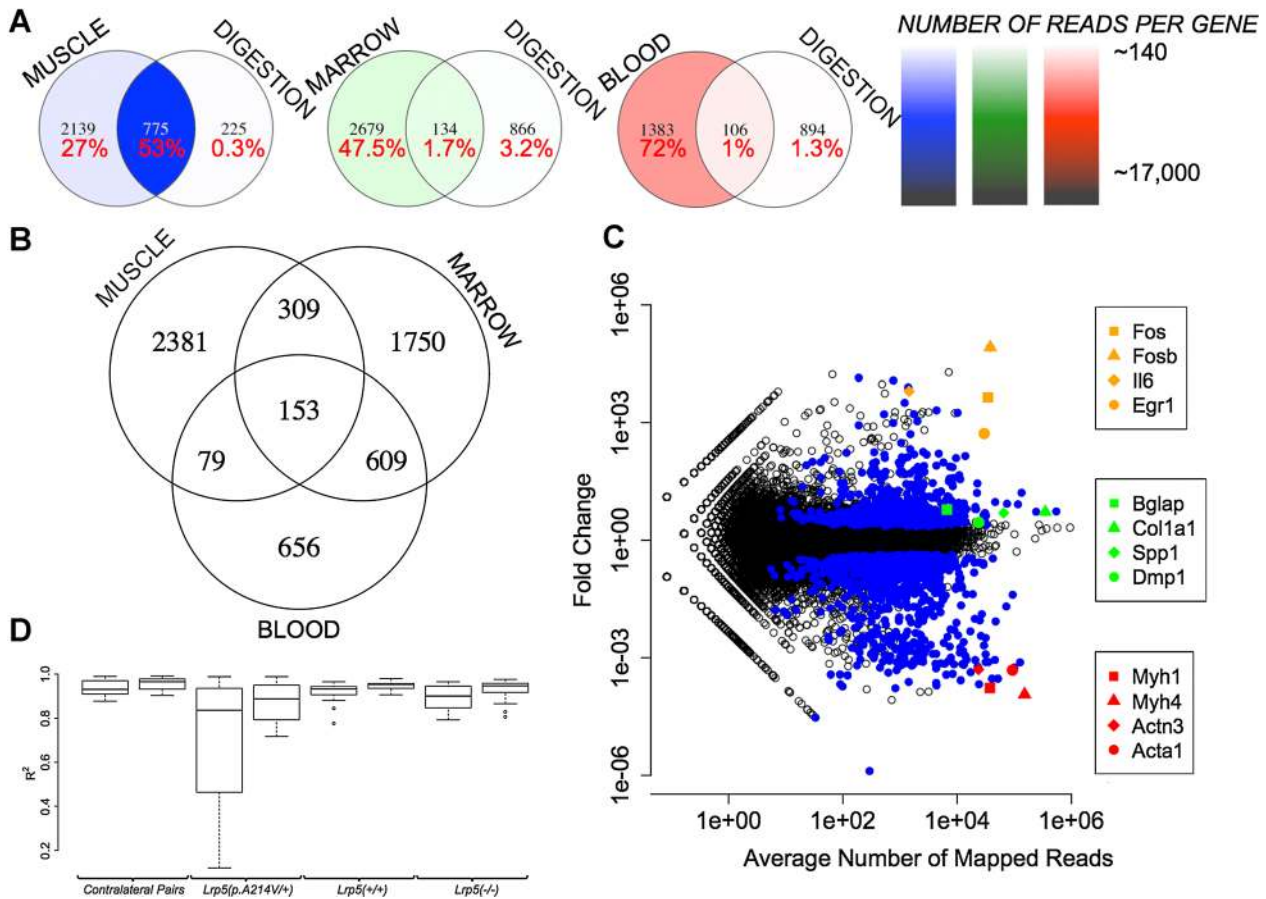 A
MUSCLE
DIGESTION
2139
775
225
27%
53%
0.3%
MARROW
DIGESTION
2679
134
866
47.5%
1.7%
3.2%
BLOOD
DIGESTION
1383
106
894
72%
1%
1.3%
NUMBER OF READS PER GENE
~140
~17,000
B
MUSCLE
MARROW
309
2381
1750
153
79
609
656
BLOOD
C
Fold Change
1e+06
1e+03
1e+00
1e-03
1e-06
1e+00
1e+02
1e+04
1e+06
Average Number of Mapped Reads
Fos
Fosb
Il6
Egr1
Bglap
Col1a1
Spp1
Dmp1
Myh1
Myh4
Actn3
Acta1
D
R²
1.0
0.8
0.6
0.4
0.2
Contralateral Pairs
Lrp5(p.A214V/+)
Lrp5(+/+)
Lrp5(-/-)